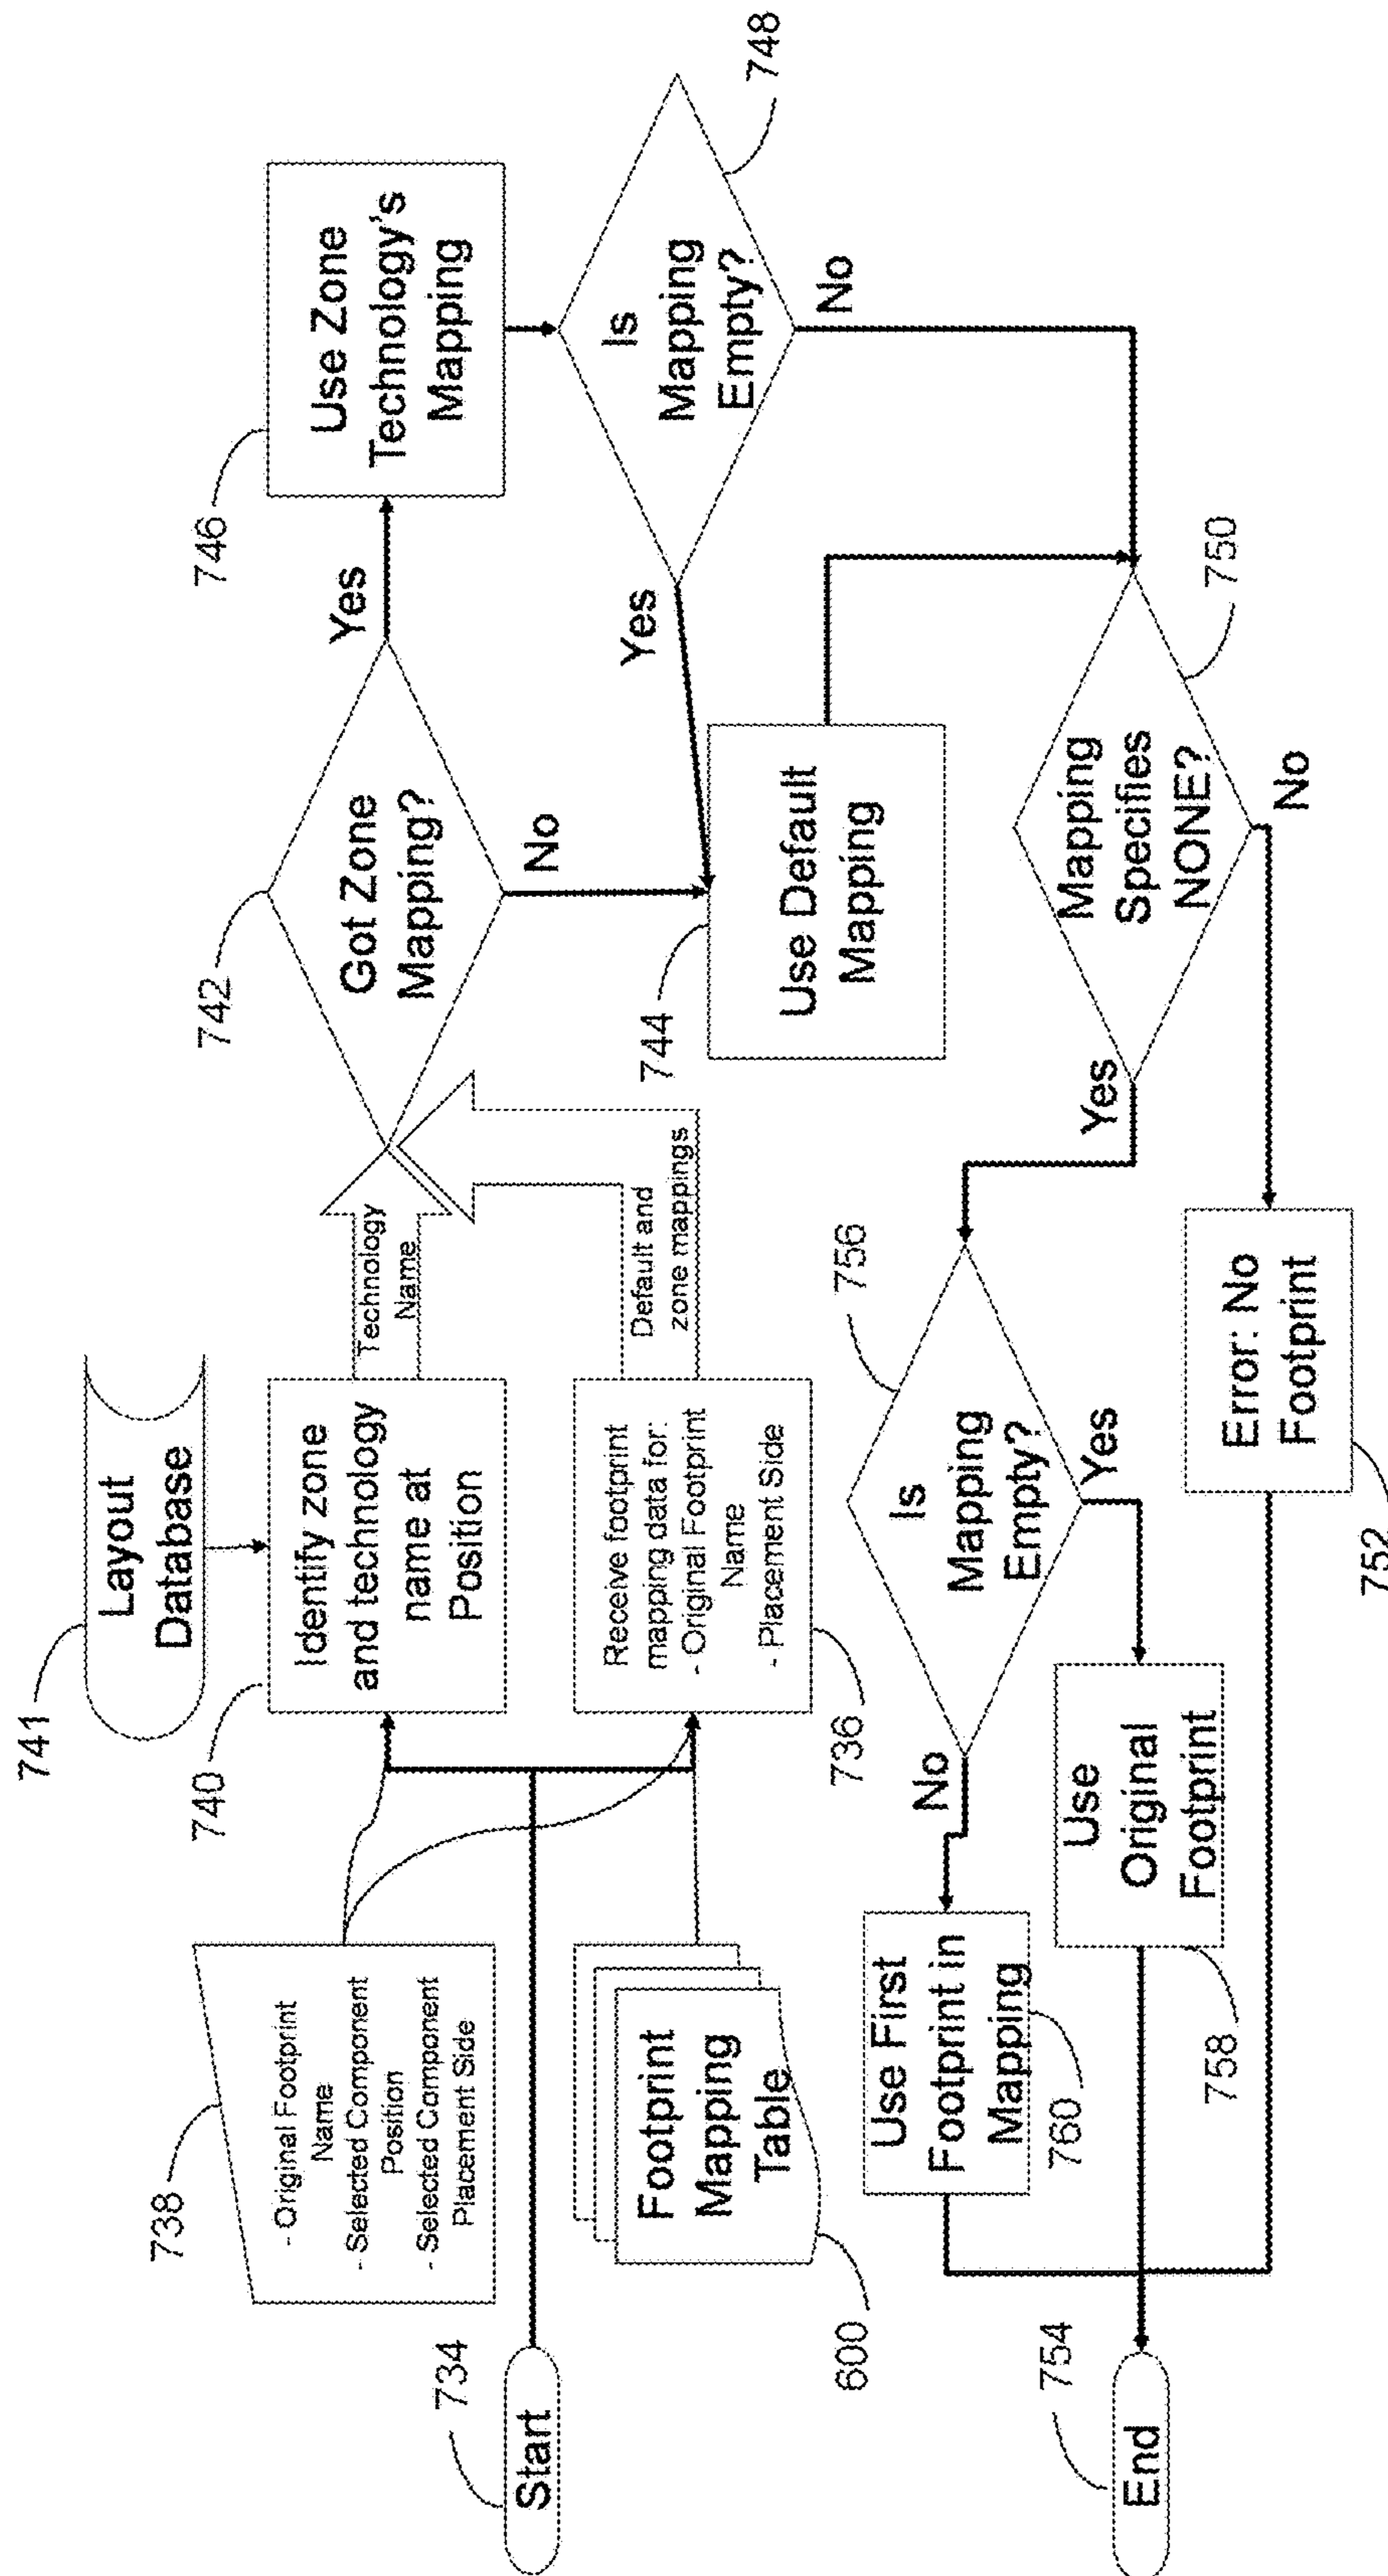 741
Layout
Database
740
Identify zone
and technology
name at
Position
Technology
Name
738
- Original Footprint
Name
- Selected Component
Position
- Selected Component
Placement Side
734
Start
Footprint
Mapping
Table
600
Receive footprint
mapping data for:
- Original Footprint
Name
- Placement Side
736
Default and
zone mappings
742
Got Zone
Mapping?
Yes
No
746
Use Zone
Technology's
Mapping
748
Is
Mapping
Empty?
Yes
No
744
Use Default
Mapping
750
Mapping
Specifies
NONE?
Yes
No
756
Is
Mapping
Empty?
No
Yes
760
Use First
Footprint in
Mapping
758
Use
Original
Footprint
752
Error: No
Footprint
754
End